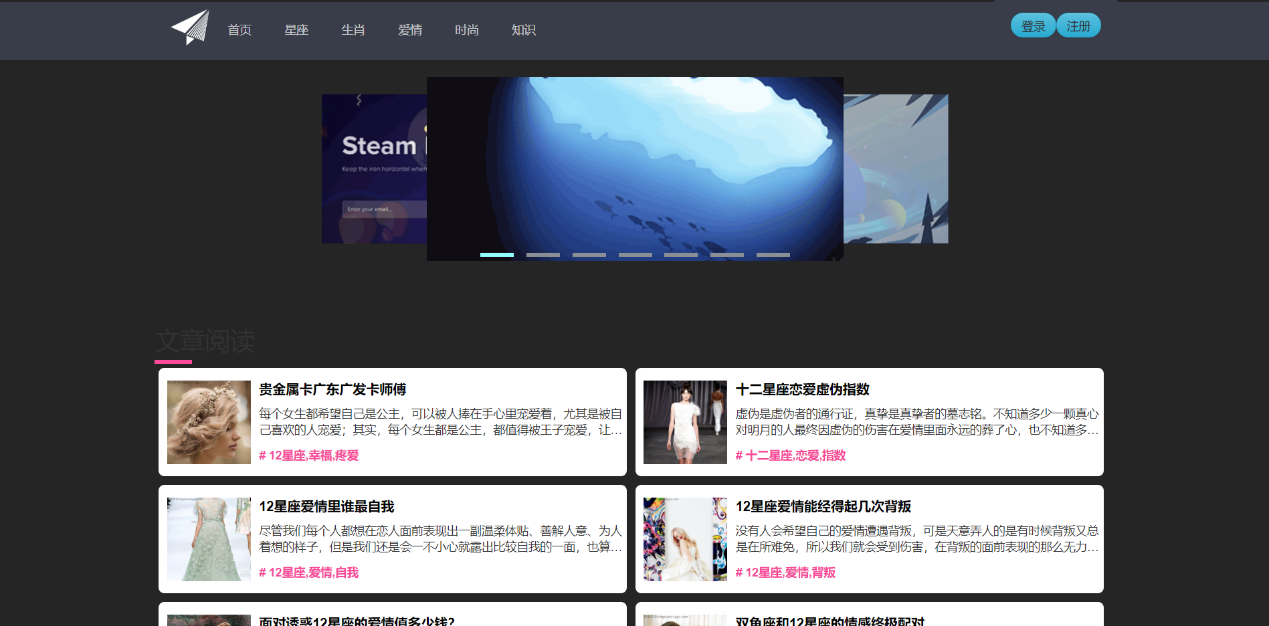 首页 星座 生肖 爱情 时尚 知识 登录 注册
Steam
Keep the iron horizontal when
Enter your email...
文章阅读
贵金属卡广东广发卡师傅
每个女生都希望自己是公主，可以被人捧在手心里宠爱着，尤其是被自
己喜欢的人宠爱；其实，每个女生都是公主，都值得被王子宠爱，让...
# 12星座,幸福,疼爱
十二星座恋爱虚伪指数
虚伪是虚伪者的通行证，真挚是真挚者的墓志铭。不知道多少一颗真心
对明月的人最终因虚伪的伤害在爱情里面永远的葬了心，也不知道多...
# 十二星座,恋爱,指数
12星座爱情里谁最自我
尽管我们每个人都想在恋人面前表现出一副温柔体贴、善解人意、为人
着想的样子，但是我们还是会一不小心就露出比较自我的一面，也算...
# 12星座,爱情,自我
12星座爱情能经得起几次背叛
没有人会希望自己的爱情遭遇背叛，可是天意弄人的是有时候背叛又总
是在所难免，所以我们就会受到伤害，在背叛的面前表现的那么无力...
# 12星座,爱情,背叛
面对诱惑12星座的爱情值多少钱?
双鱼座和12星座的情感终极配对